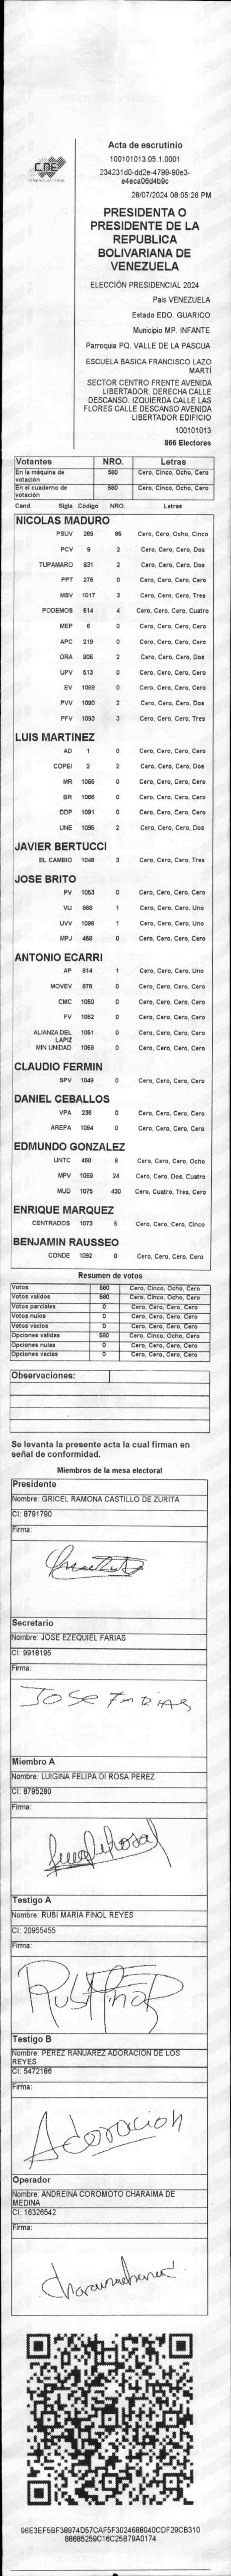 CNE
Acta de escrutinio
100101013.05.1.0001
234231d0-dd2e-4799-90e3-
e4eca06d4b9c
28/07/2024 08:05:26 PM
PRESIDENTA O
PRESIDENTE DE LA
REPUBLICA
BOLIVARIANA DE
VENEZUELA
ELECCIÓN PRESIDENCIAL 2024
Pais VENEZUELA
Estado EDO. GUARICO
Municipio MP. INFANTE
Parroquia PQ. VALLE DE LA PASCUA
ESCUELA BASICA FRANCISCO LAZO
MARTÍ
SECTOR CENTRO FRENTE AVENIDA
LIBERTADOR. DERECHA CALLE
DESCANSO. IZQUIERDA CALLE LAS
FLORES CALLE DESCANSO AVENIDA
LIBERTADOR EDIFICIO
100101013
866 Electores
Votantes NRO. Letras
En la máquina de votación 580 Cero, Cinco, Ocho, Cero
En el cuaderno de votación 580 Cero, Cinco, Ocho, Cero
Cand. Sigla Código NRO. Letras
NICOLAS MADURO
PSUV 269 85 Cero, Cero, Ocho, Cinco
PCV 9 2 Cero, Cero, Cero, Dos
TUPAMARO 931 2 Cero, Cero, Cero, Dos
PPT 276 0 Cero, Cero, Cero, Cero
MSV 1017 3 Cero, Cero, Cero, Tres
PODEMOS 514 4 Cero, Cero, Cero, Cuatro
MEP 6 0 Cero, Cero, Cero, Cero
APC 219 0 Cero, Cero, Cero, Cero
ORA 906 2 Cero, Cero, Cero, Dos
UPV 513 0 Cero, Cero, Cero, Cero
EV 1099 0 Cero, Cero, Cero, Cero
PVV 1090 2 Cero, Cero, Cero, Dos
PFV 1093 3 Cero, Cero, Cero, Tres
LUIS MARTINEZ
AD 1 0 Cero, Cero, Cero, Cero
COPEI 2 2 Cero, Cero, Cero, Dos
MR 1065 0 Cero, Cero, Cero, Cero
BR 1066 0 Cero, Cero, Cero, Cero
DDP 1091 0 Cero, Cero, Cero, Cero
UNE 1095 2 Cero, Cero, Cero, Dos
JAVIER BERTUCCI
EL CAMBIO 1048 3 Cero, Cero, Cero, Tres
JOSE BRITO
PV 1053 0 Cero, Cero, Cero, Cero
VU 868 1 Cero, Cero, Cero, Uno
UVV 1096 1 Cero, Cero, Cero, Uno
MPJ 458 0 Cero, Cero, Cero, Cero
ANTONIO ECARRI
AP 814 1 Cero, Cero, Cero, Uno
MOVEV 878 0 Cero, Cero, Cero, Cero
CMC 1050 0 Cero, Cero, Cero, Cero
FV 1062 0 Cero, Cero, Cero, Cero
ALIANZA DEL LAPIZ 1051 0 Cero, Cero, Cero, Cero
MIN UNIDAD 1068 0 Cero, Cero, Cero, Cero
CLAUDIO FERMIN
SPV 1049 0 Cero, Cero, Cero, Cero
DANIEL CEBALLOS
VPA 236 0 Cero, Cero, Cero, Cero
AREPA 1094 0 Cero, Cero, Cero, Cero
EDMUNDO GONZALEZ
UNTC 460 8 Cero, Cero, Cero, Ocho
MPV 1069 24 Cero, Cero, Dos, Cuatro
MUD 1075 430 Cero, Cuatro, Tres, Cero
ENRIQUE MARQUEZ
CENTRADOS 1073 5 Cero, Cero, Cero, Cinco
BENJAMIN RAUSSEO
CONDE 1092 0 Cero, Cero, Cero, Cero
Resumen de votos
Votos 580 Cero, Cinco, Ocho, Cero
Votos validos 580 Cero, Cinco, Ocho, Cero
Votos parciales 0 Cero, Cero, Cero, Cero
Votos nulos 0 Cero, Cero, Cero, Cero
Votos vacios 0 Cero, Cero, Cero, Cero
Opciones validas 580 Cero, Cinco, Ocho, Cero
Opciones nulas 0 Cero, Cero, Cero, Cero
Opciones vacias 0 Cero, Cero, Cero, Cero
Observaciones:
Se levanta la presente acta la cual firman en
señal de conformidad.
Miembros de la mesa electoral
Presidente
Nombre: GRICEL RAMONA CASTILLO DE ZURITA
CI: 8791790
Firma:
Secretario
Nombre: JOSE EZEQUIEL FARIAS
CI: 9918195
Firma:
JOSE FARIAS
Miembro A
Nombre: LUIGINA FELIPA DI ROSA PEREZ
CI: 8795280
Firma:
Testigo A
Nombre: RUBI MARIA FINOL REYES
CI: 20955455
Firma:
Rubi Finol
Testigo B
Nombre: PEREZ RANUAREZ ADORACION DE LOS
REYES
CI: 5472186
Firma:
Adoracion
Operador
Nombre: ANDREINA COROMOTO CHARAIMA DE
MEDINA
CI: 16326542
Firma:
96E3EF5BF38974D57CAF5F3024688040CDF29CB310
88685259C16C25B79A0174